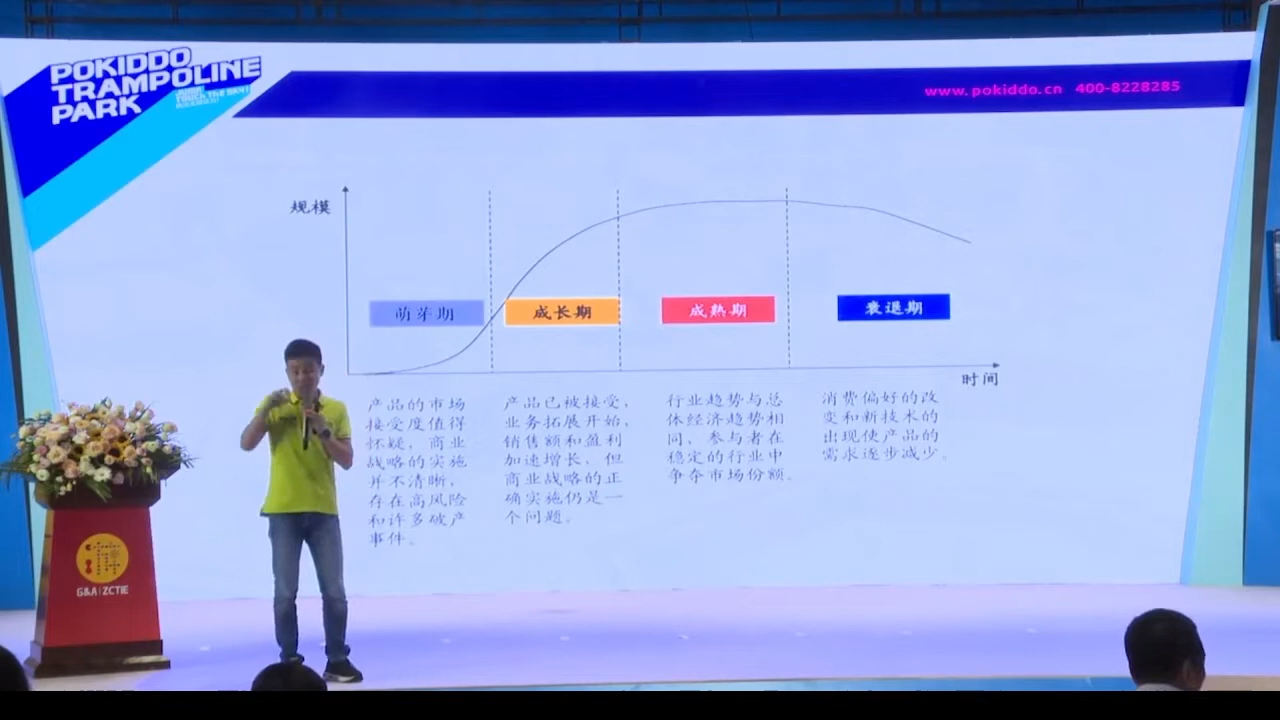 POKIDDO
TRAMPOLINE
PARK
www.pokiddo.cn 400-8228285
规模
萌芽期
成长期
成熟期
衰退期
时间
产品的市场
接受度值得
怀疑，商业
战略的实施
并不清晰，
存在高风险
和许多破产
事件。
产品已被接受，
业务拓展开始，
销售额和盈利
加速增长，但
商业战略的正
确实施仍是一
个问题。
行业趋势与总
体经济趋势相
同，参与者在
稳定的行业中
争夺市场份额。
消费偏好的改
变和新技术的
出现使产品的
需求逐步减少。
G&A|ZCTIE